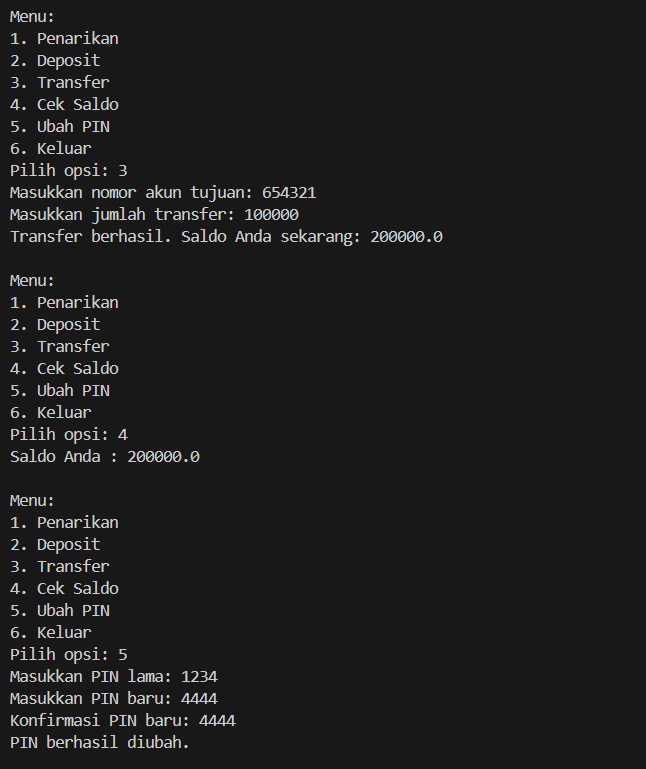 Menu:
1. Penarikan
2. Deposit
3. Transfer
4. Cek Saldo
5. Ubah PIN
6. Keluar
Pilih opsi: 3
Masukkan nomor akun tujuan: 654321
Masukkan jumlah transfer: 100000
Transfer berhasil. Saldo Anda sekarang: 200000.0
Menu:
1. Penarikan
2. Deposit
3. Transfer
4. Cek Saldo
5. Ubah PIN
6. Keluar
Pilih opsi: 4
Saldo Anda : 200000.0
Menu:
1. Penarikan
2. Deposit
3. Transfer
4. Cek Saldo
5. Ubah PIN
6. Keluar
Pilih opsi: 5
Masukkan PIN lama: 1234
Masukkan PIN baru: 4444
Konfirmasi PIN baru: 4444
PIN berhasil diubah.